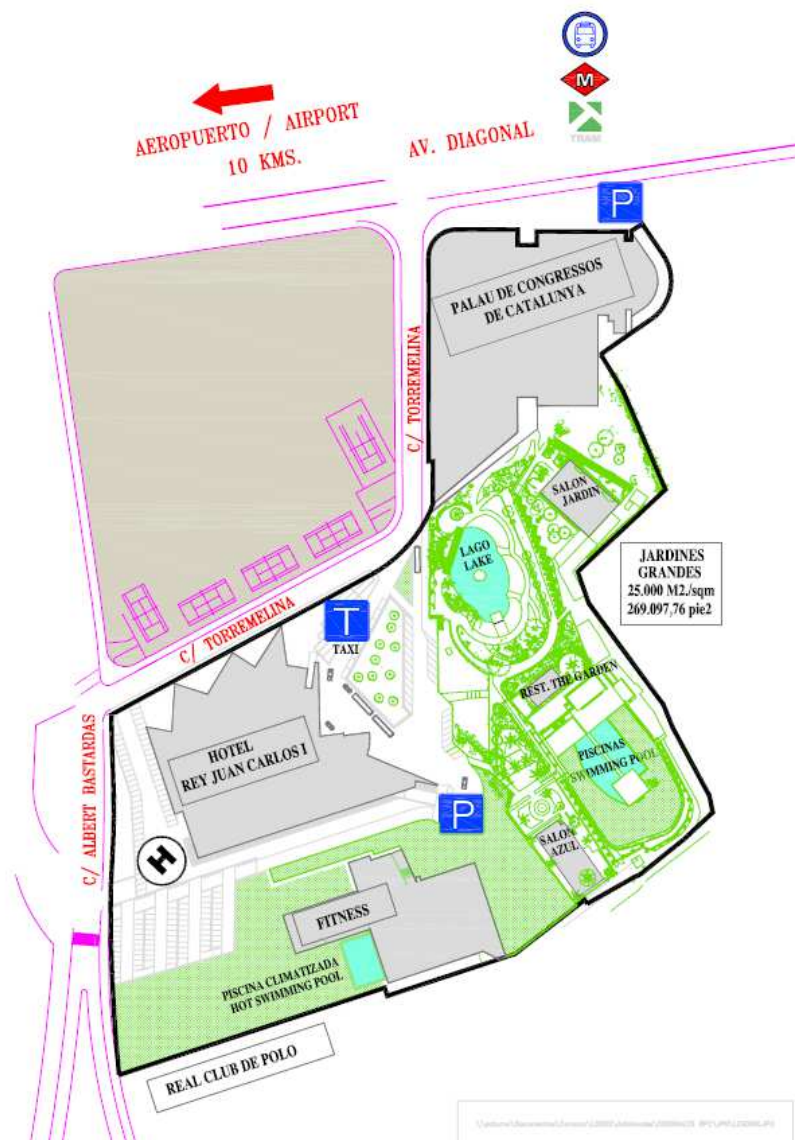 M
TRAM
AEROPUERTO / AIRPORT
10 KMS.
AV. DIAGONAL
P
PALAU DE CONGRESSOS
DE CATALUNYA
C/ TORREMELINA
SALON
JARDIN
LAGO
LAKE
JARDINES
GRANDES
25.000 M2./sqm
269.097,76 pie2
T
TAXI
C/ TORREMELINA
REST. THE GARDEN
HOTEL
REY JUAN CARLOS I
PISCINAS
SWIMMING POOL
C/ ALBERT BASTARDAS
P
SALON
AZUL
H
FITNESS
PISCINA CLIMATIZADA
HOT SWIMMING POOL
REAL CLUB DE POLO